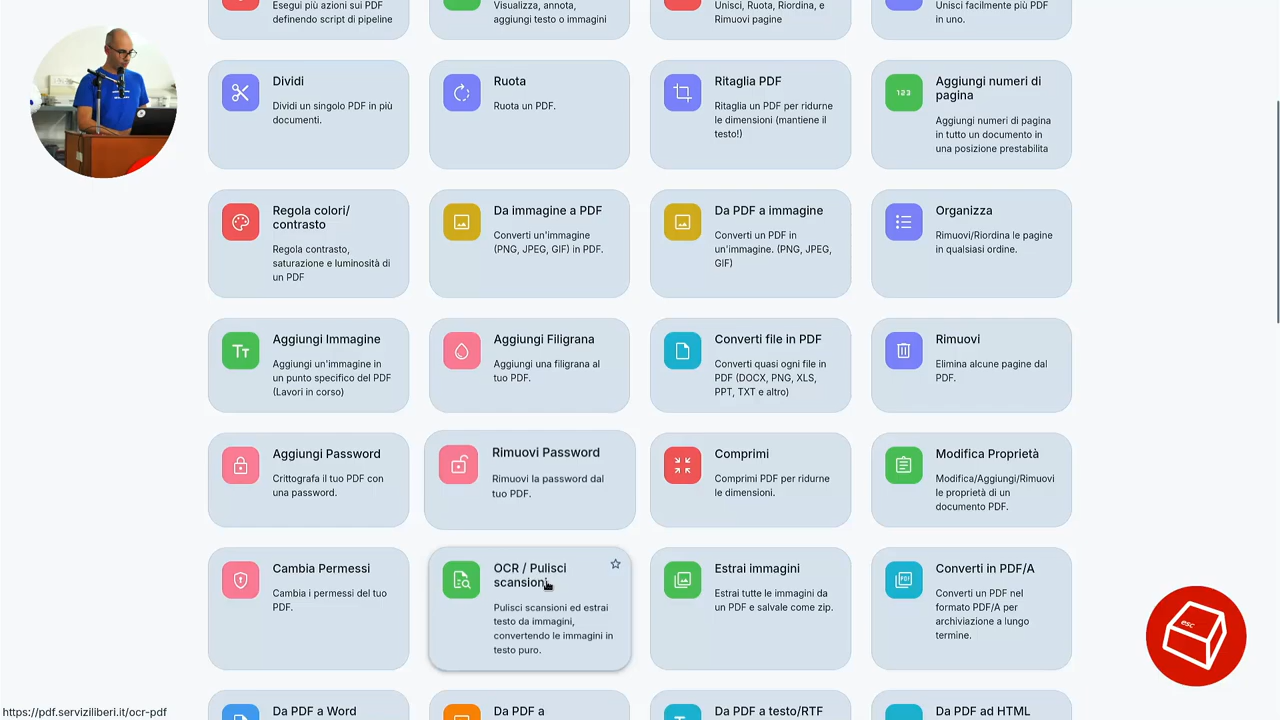 Esegui più azioni sui PDF
definendo script di pipeline
Visualizza, annota,
aggiungi testo o immagini
Unisci, Ruota, Riordina, e
Rimuovi pagine
Unisci facilmente più PDF
in uno.
Dividi
Dividi un singolo PDF in più
documenti.
Ruota
Ruota un PDF.
Ritaglia PDF
Ritaglia un PDF per ridurne
le dimensioni (mantiene il
testo!)
123
Aggiungi numeri di
pagina
Aggiungi numeri di pagina
in tutto un documento in
una posizione prestabilita
Regola colori/
contrasto
Regola contrasto,
saturazione e luminosità di
un PDF
Da immagine a PDF
Converti un'immagine
(PNG, JPEG, GIF) in PDF.
Da PDF a immagine
Converti un PDF in
un'immagine. (PNG, JPEG,
GIF)
Organizza
Rimuovi/Riordina le pagine
in qualsiasi ordine.
Tт
Aggiungi Immagine
Aggiungi un'immagine in
un punto specifico del PDF
(Lavori in corso)
Aggiungi Filigrana
Aggiungi una filigrana al
tuo PDF.
Converti file in PDF
Converti quasi ogni file in
PDF (DOCX, PNG, XLS,
PPT, TXT e altro)
Rimuovi
Elimina alcune pagine dal
PDF.
Aggiungi Password
Crittografa il tuo PDF con
una password.
Rimuovi Password
Rimuovi la password dal
tuo PDF.
Comprimi
Comprimi PDF per ridurne
le dimensioni.
Modifica Proprietà
Modifica/Aggiungi/Rimuovi
le proprietà di un
documento PDF.
Cambia Permessi
Cambia i permessi del tuo
PDF.
OCR / Pulisci
scansioni
Pulisci scansioni ed estrai
testo da immagini,
convertendo le immagini in
testo puro.
Estrai immagini
Estrai tutte le immagini da
un PDF e salvale come zip.
PDF
Converti in PDF/A
Converti un PDF nel
formato PDF/A per
archiviazione a lungo
termine.
esc
Da PDF a Word
Da PDF a
Da PDF a testo/RTF
Da PDF ad HTML
https://pdf.serviziliberi.it/ocr-pdf